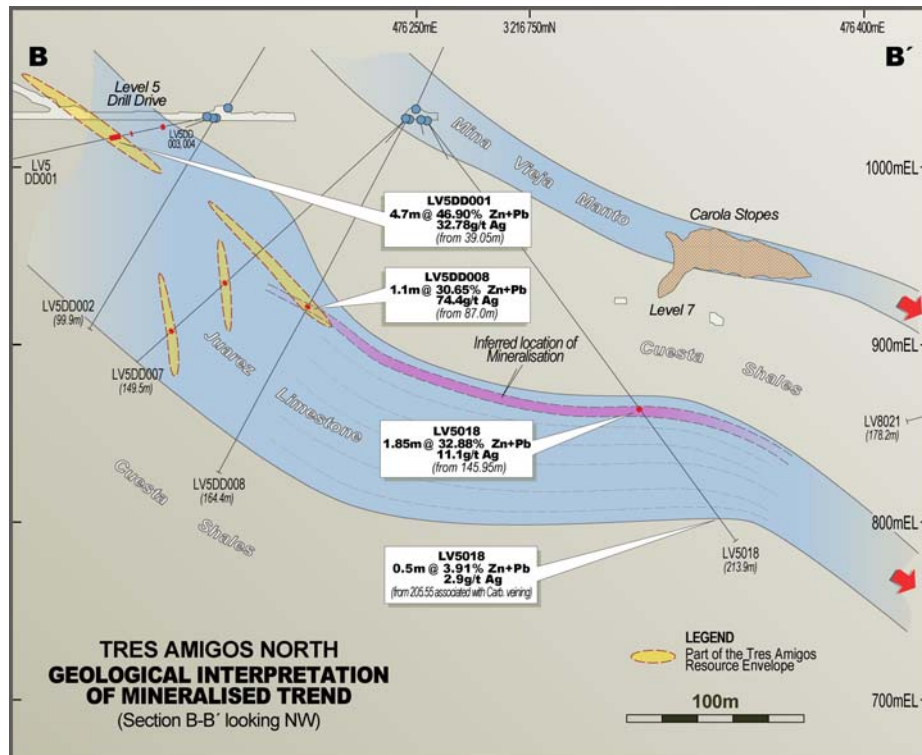 476 250mE
3 216 750mN
476 400mE
B
B´
Level 5
Drill Drive
LV5DD
003,004
LV5
DD001
1000mEL
Mina Vieja Manto
Carola Stopes
LV5DD001
4.7m @ 46.90% Zn+Pb
32.78g/t Ag
(from 39.05m)
LV5DD008
1.1m @ 30.65% Zn+Pb
74.4g/t Ag
(from 87.0m)
Level 7
LV5DD002
(99.9m)
900mEL
Inferred location of
Mineralisation
Cuesta Shales
Juarez Limestone
LV5DD007
(149.5m)
LV5018
1.85m @ 32.88% Zn+Pb
11.1g/t Ag
(from 145.95m)
LV8021
(178.2m)
Cuesta Shales
LV5DD008
(164.4m)
800mEL
LV5018
(213.9m)
LV5018
0.5m @ 3.91% Zn+Pb
2.9g/t Ag
(from 205.55 associated with Carb. veining)
TRES AMIGOS NORTH
GEOLOGICAL INTERPRETATION
OF MINERALISED TREND
(Section B-B´ looking NW)
LEGEND
Part of the Tres Amigos
Resource Envelope
100m
700mEL